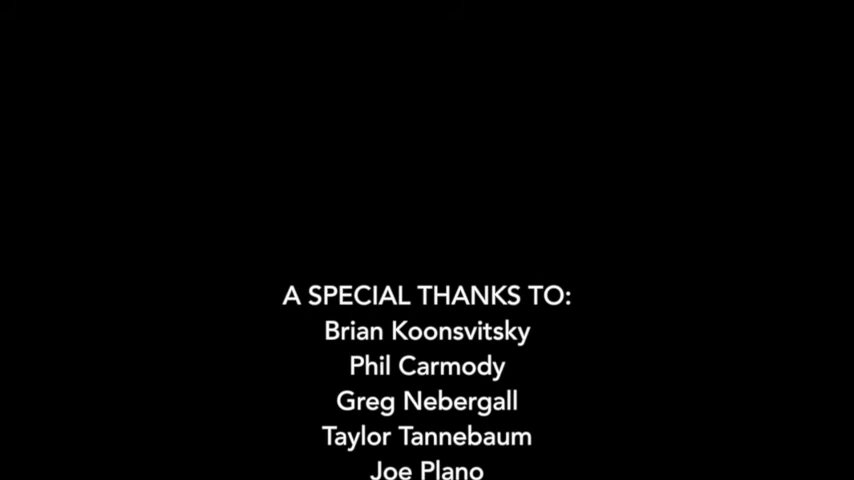 A SPECIAL THANKS TO:
Brian Koonsvitsky
Phil Carmody
Greg Nebergall
Taylor Tannebaum
Joe Plano